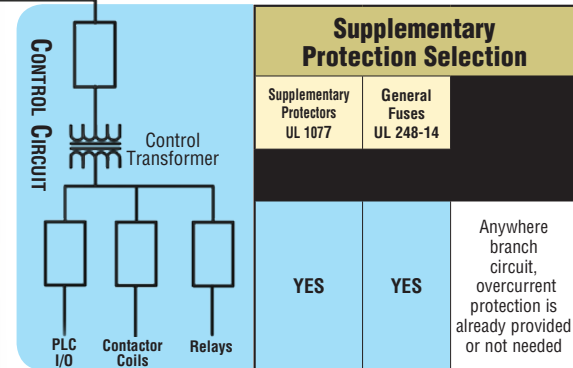 CONTROL CIRCUIT
Control
Transformer
PLC
I/O
Contactor
Coils
Relays
Supplementary
Protection Selection
Supplementary
Protectors
UL 1077
General
Fuses
UL 248-14
YES
YES
Anywhere
branch
circuit,
overcurrent
protection is
already provided
or not needed